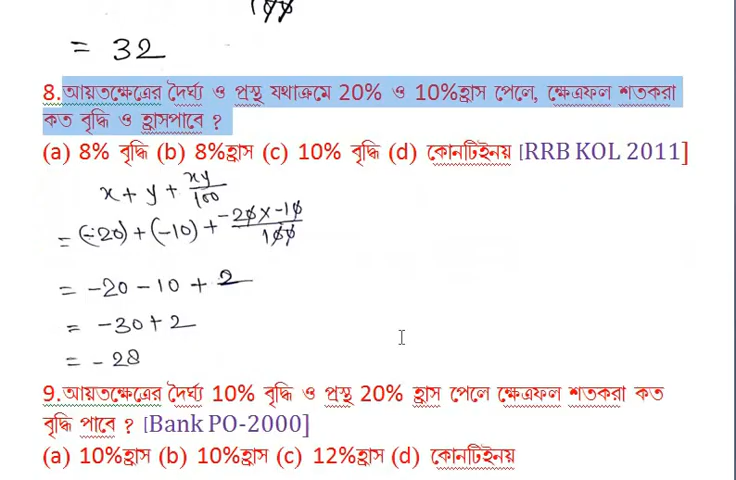 100
= 32
8.আয়তক্ষেত্রের দৈর্ঘ্য ও প্রস্থ যথাক্রমে 20% ও 10%হ্রাস পেলে, ক্ষেত্রফল শতকরা
কত বৃদ্ধি ও হ্রাসপাবে ?
(a) 8% বৃদ্ধি (b) 8%হ্রাস (c) 10% বৃদ্ধি (d) কোনটিইনয় [RRB KOL 2011]
x + y + xy/100
= (-20) + (-10) + -20 x -10/100
= -20 - 10 + 2
= -30 + 2
= - 28
9.আয়তক্ষেত্রের দৈর্ঘ্য 10% বৃদ্ধি ও প্রস্থ 20% হ্রাস পেলে ক্ষেত্রফল শতকরা কত
বৃদ্ধি পাবে ? [Bank PO-2000]
(a) 10%হ্রাস (b) 10%হ্রাস (c) 12%হ্রাস (d) কোনটিইনয়